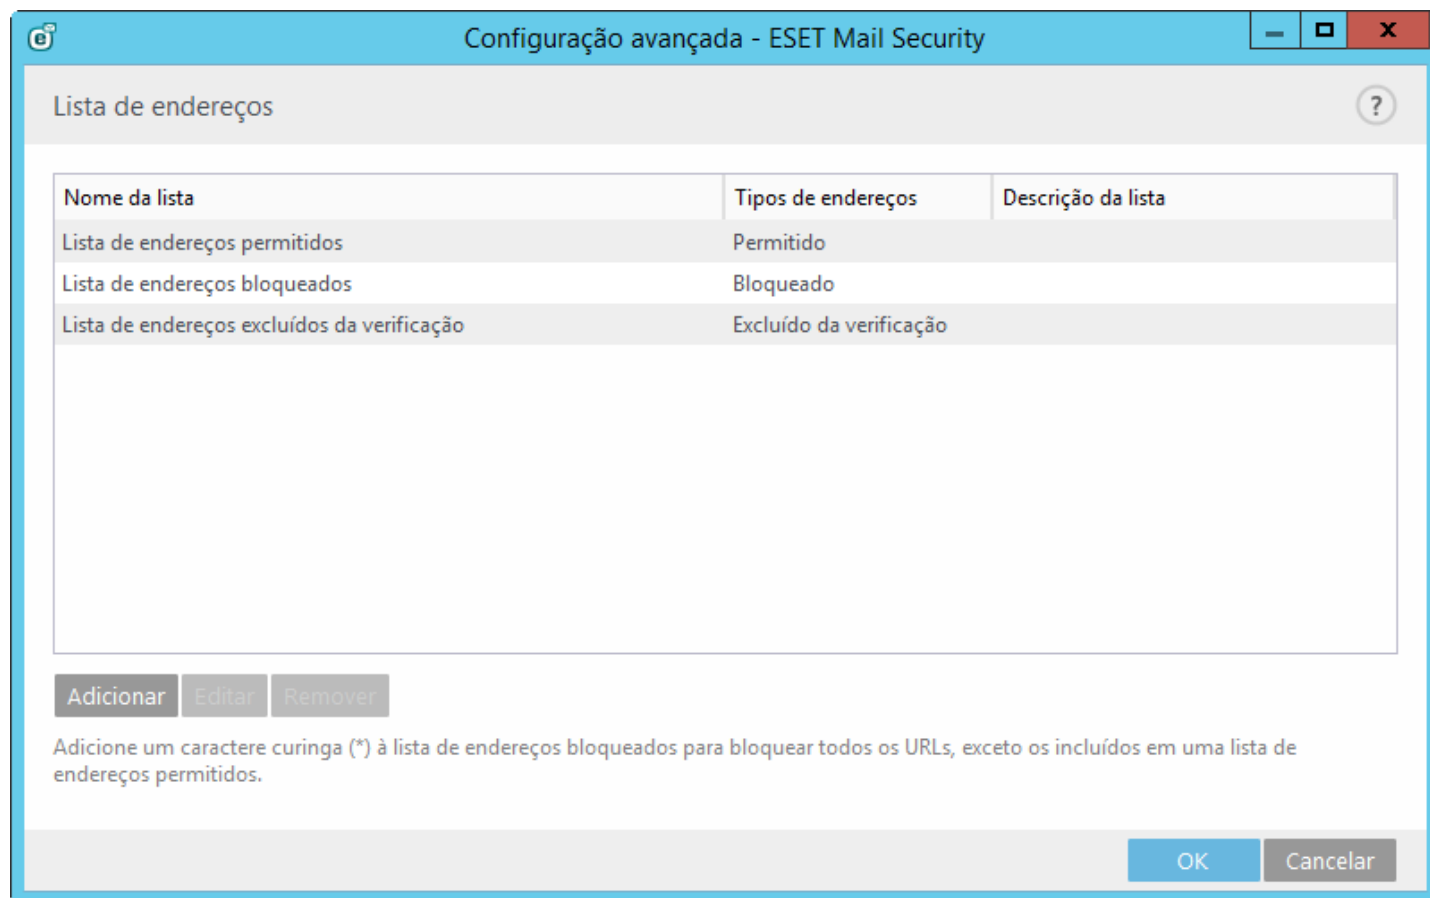 Configuração avançada - ESET Mail Security
Lista de endereços
?
Nome da lista Tipos de endereços Descrição da lista
Lista de endereços permitidos Permitido
Lista de endereços bloqueados Bloqueado
Lista de endereços excluídos da verificação Excluído da verificação
Adicionar Editar Remover
Adicione um caractere curinga (*) à lista de endereços bloqueados para bloquear todos os URLs, exceto os incluídos em uma lista de
endereços permitidos.
OK Cancelar